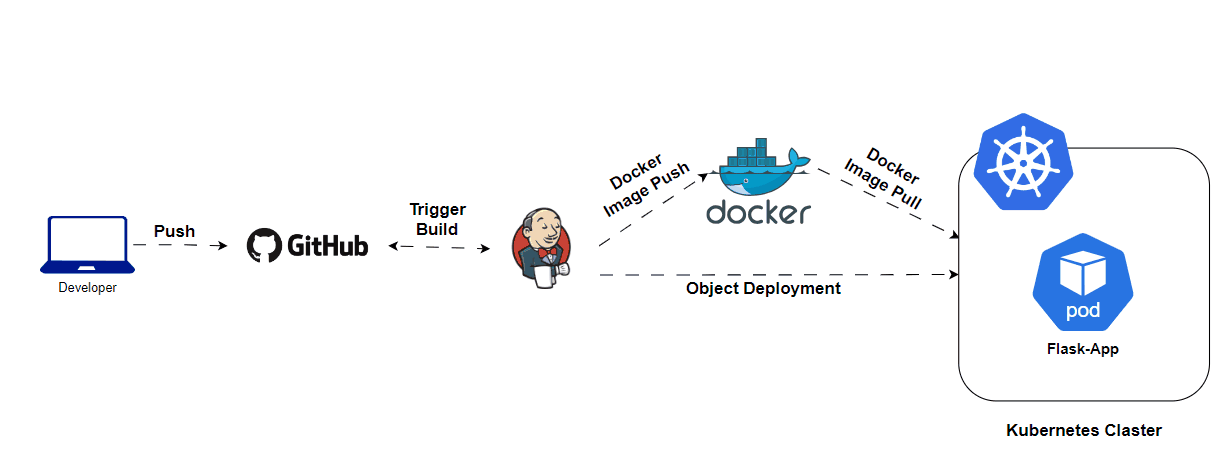 Developer
Push
GitHub
Trigger
Build
Docker
Image Push
docker
Docker
Image Pull
Object Deployment
pod
Flask-App
Kubernetes Claster